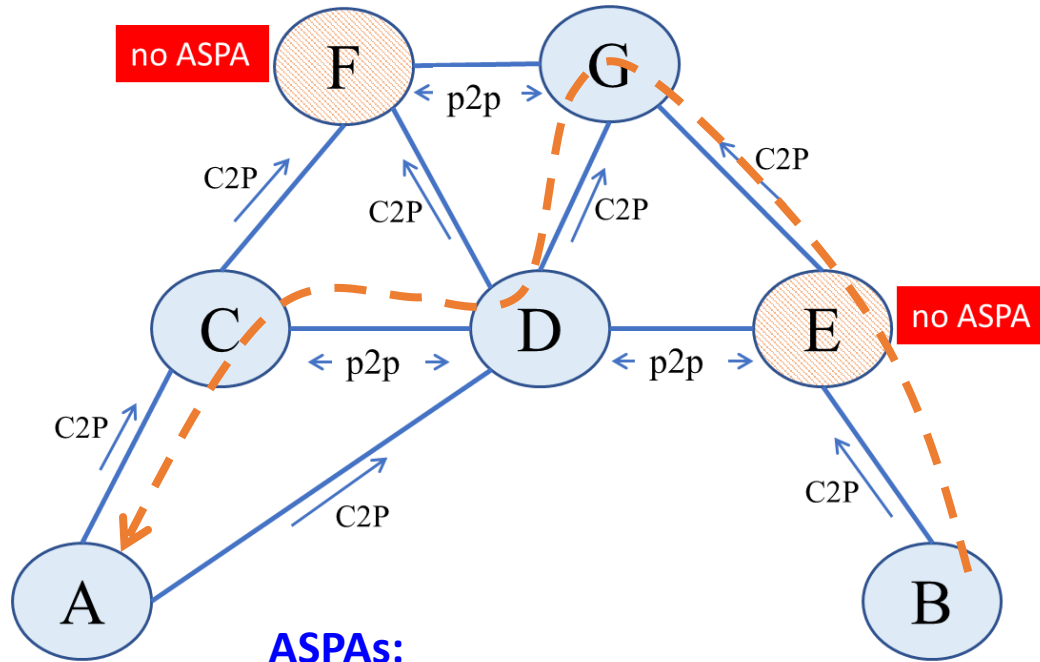 no ASPA
F
G
p2p
C2P
C2P
C2P
C2P
C
D
E
no ASPA
p2p
p2p
C2P
C2P
C2P
A
B
ASPAs: